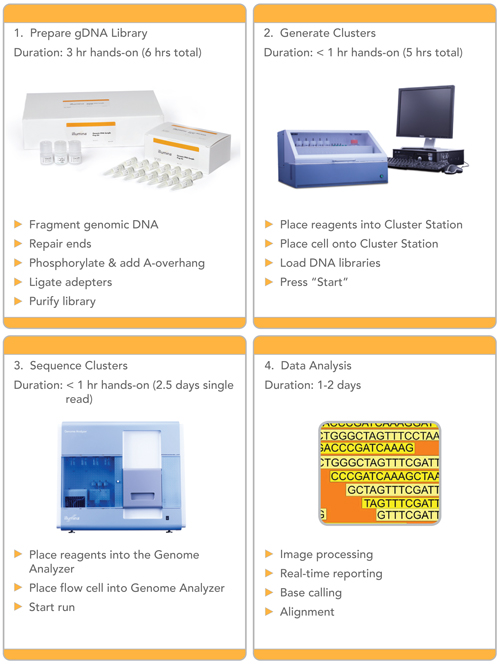 1. Prepare gDNA Library
Duration: 3 hr hands-on (6 hrs total)
illumina
▶ Fragment genomic DNA
▶ Repair ends
▶ Phosphorylate & add A-overhang
▶ Ligate adepters
▶ Purify library
2. Generate Clusters
Duration: < 1 hr hands-on (5 hrs total)
▶ Place reagents into Cluster Station
▶ Place cell onto Cluster Station
▶ Load DNA libraries
▶ Press “Start”
3. Sequence Clusters
Duration: < 1 hr hands-on (2.5 days single
read)
▶ Place reagents into the Genome
Analyzer
▶ Place flow cell into Genome Analyzer
▶ Start run
4. Data Analysis
Duration: 1-2 days
CTGGGCTAGTTTCCTAA
GACCCGATCAAAG
CTGGGCTAGTTTCGATT
CCCGATCAAAGCTAA
GCTAGTTTCGATT
TAGTTTCGATT
GTTTCGATT
▶ Image processing
▶ Real-time reporting
▶ Base calling
▶ Alignment